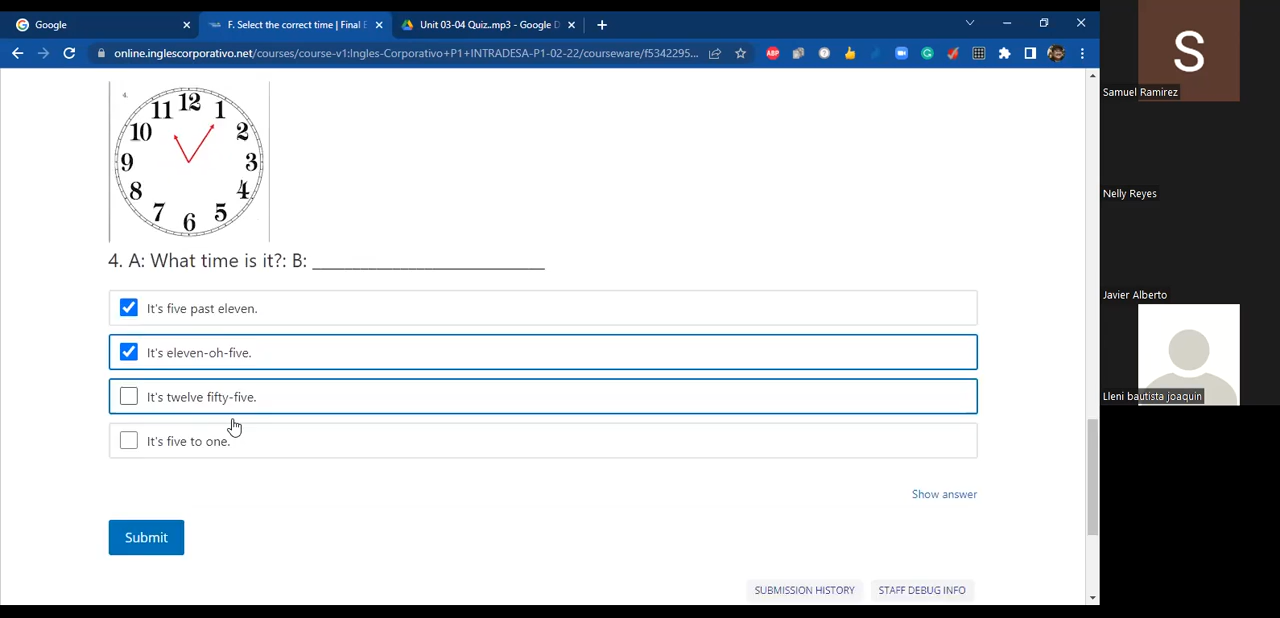 Google
F. Select the correct time | Final E
Unit 03-04 Quiz..mp3 - Google D
online.inglescorporativo.net/courses/course-v1:Ingles-Corporativo+P1+INTRADESA-P1-02-22/courseware/f5342295...
ABP
S
Samuel Ramirez
Nelly Reyes
Javier Alberto
Lleni bautista joaquin
4.
12
11 1
10 2
9 3
8 4
7 5
6
4. A: What time is it?: B: ___________________________
It's five past eleven.
It's eleven-oh-five.
It's twelve fifty-five.
It's five to one.
Show answer
Submit
SUBMISSION HISTORY STAFF DEBUG INFO